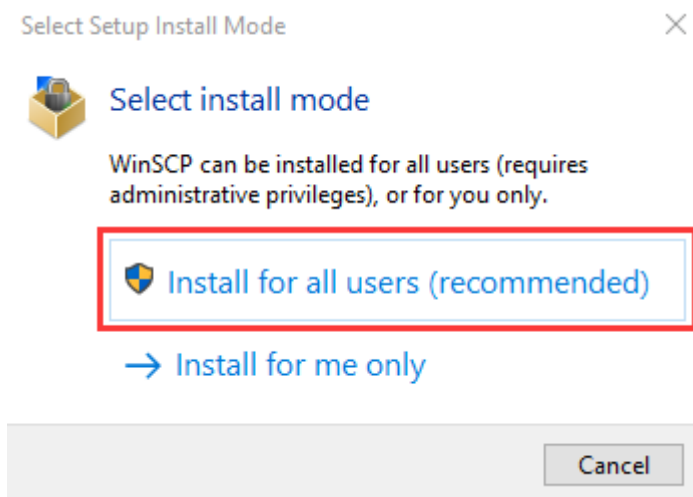 Select Setup Install Mode
Select install mode
WinSCP can be installed for all users (requires
administrative privileges), or for you only.
Install for all users (recommended)
Install for me only
Cancel